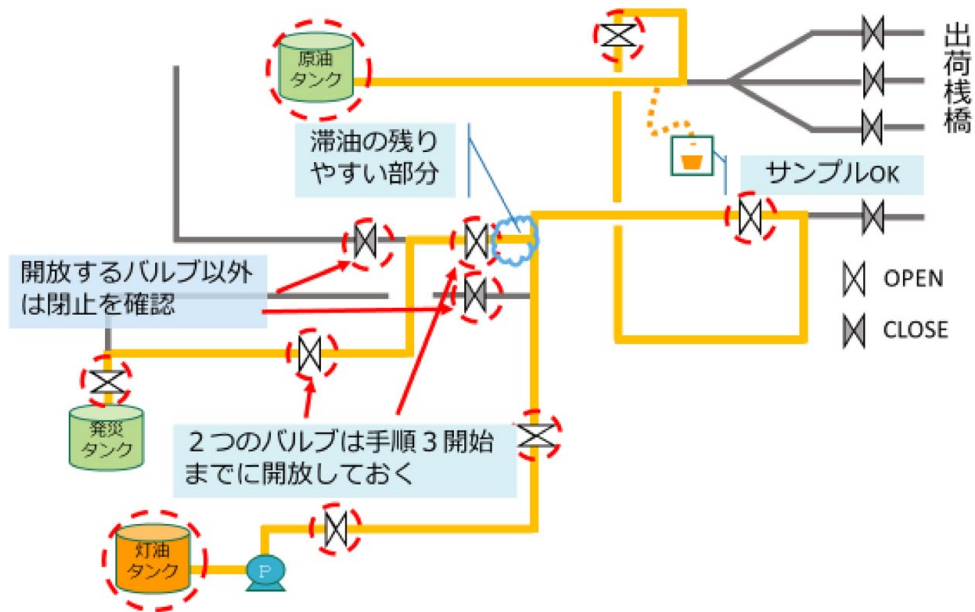 原油
タンク
出荷桟橋
滞油の残り
やすい部分
サンプルOK
開放するバルブ以外
は閉止を確認
OPEN
CLOSE
発災
タンク
２つのバルブは手順３開始
までに開放しておく
灯油
タンク
P